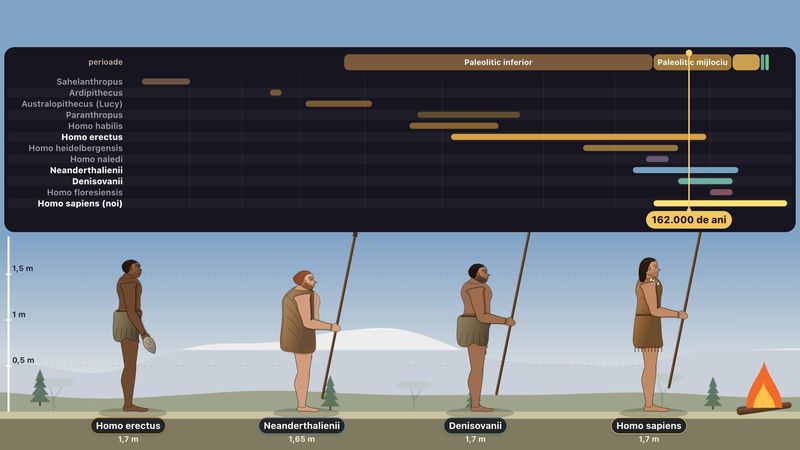 perioade
Paleolitic inferior
Paleolitic mijlociu
Sahelanthropus
Ardipithecus
Australopithecus (Lucy)
Paranthropus
Homo habilis
Homo erectus
Homo heidelbergensis
Homo naledi
Neanderthalienii
Denisovanii
Homo floresiensis
Homo sapiens (noi)
162.000 de ani
1,5 m
1 m
0,5 m
Homo erectus
1,7 m
Neanderthalienii
1,65 m
Denisovanii
1,7 m
Homo sapiens
1,7 m